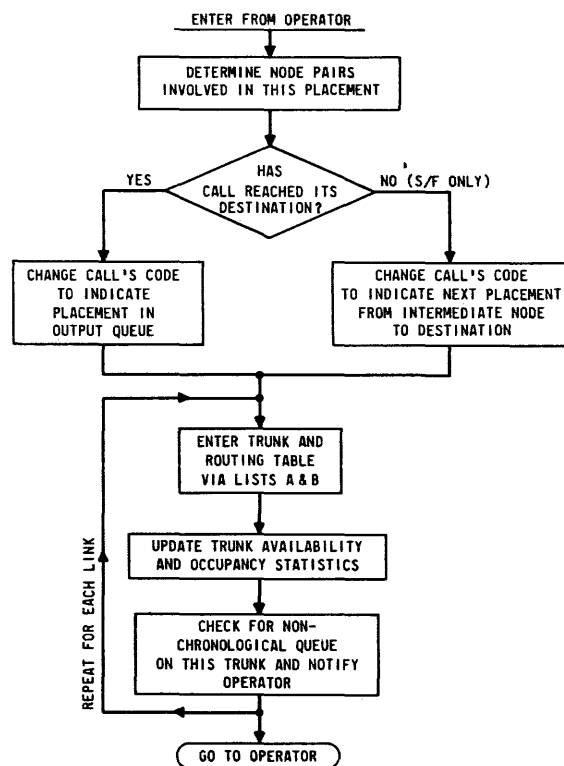 ENTER FROM OPERATOR
DETERMINE NODE PAIRS
INVOLVED IN THIS PLACEMENT
HAS
CALL REACHED ITS
DESTINATION?
YES
NO' (S/F ONLY)
CHANGE CALL'S CODE
TO INDICATE
PLACEMENT IN
OUTPUT QUEUE
CHANGE CALL'S CODE
TO INDICATE NEXT PLACEMENT
FROM INTERMEDIATE NODE
TO DESTINATION
ENTER TRUNK AND
ROUTING TABLE
VIA LISTS A & B
UPDATE TRUNK AVAILABILITY
AND OCCUPANCY STATISTICS
CHECK FOR NON-
CHRONOLOGICAL QUEUE
ON THIS TRUNK AND NOTIFY
OPERATOR
REPEAT FOR EACH LINK
GO TO OPERATOR